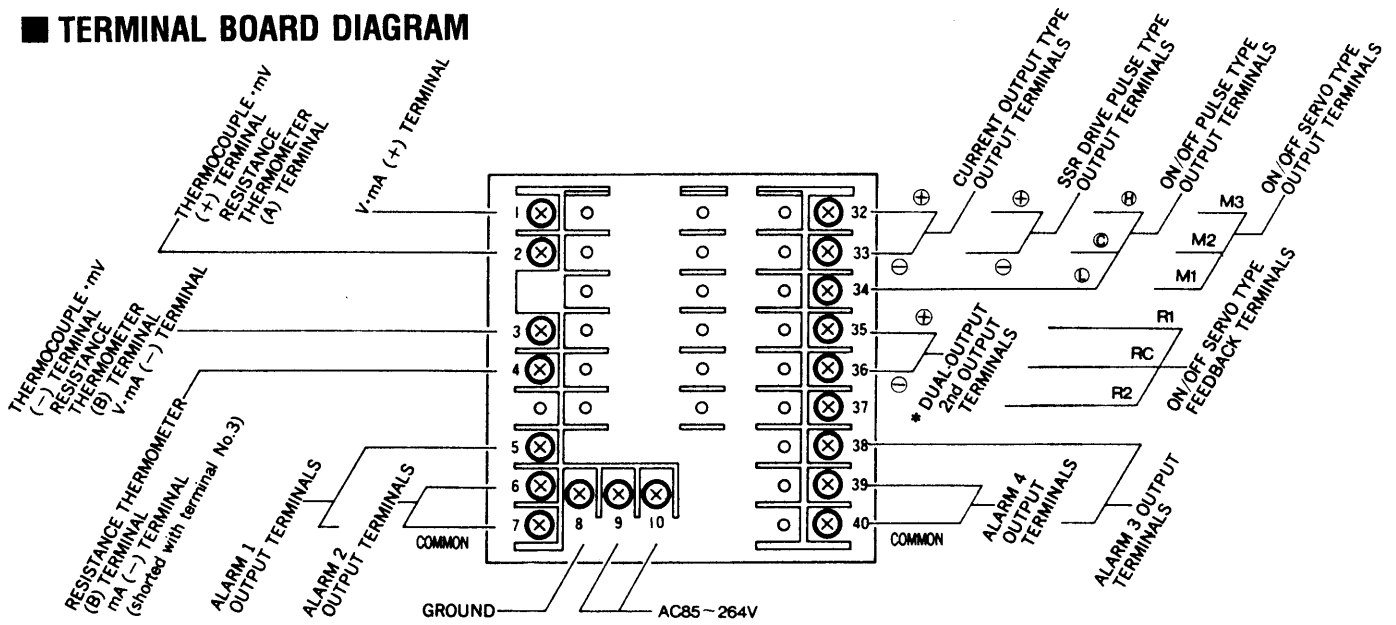 ■ TERMINAL BOARD DIAGRAM
THERMOCOUPLE・mV
(+) TERMINAL
RESISTANCE
THERMOMETER
(A) TERMINAL
V・mA (+) TERMINAL
THERMOCOUPLE・mV
(−) TERMINAL
RESISTANCE
THERMOMETER
(B) TERMINAL
V・mA (−) TERMINAL
RESISTANCE THERMOMETER
(B) TERMINAL
mA (−) TERMINAL
(shorted with terminal No.3)
ALARM 1
OUTPUT TERMINALS
ALARM 2
OUTPUT TERMINALS
COMMON
1
2
3
4
5
6
7
8
9
10
GROUND
AC85~264V
32
33
34
35
36
37
38
39
40
COMMON
⊕
⊖
CURRENT OUTPUT TYPE
OUTPUT TERMINALS
⊕
⊖
SSR DRIVE PULSE TYPE
OUTPUT TERMINALS
Ⓗ
Ⓒ
Ⓛ
ON/OFF PULSE TYPE
OUTPUT TERMINALS
M3
M2
M1
ON/OFF SERVO TYPE
OUTPUT TERMINALS
⊕
⊖
* DUAL-OUTPUT
2nd OUTPUT
TERMINALS
R1
RC
R2
ON/OFF SERVO TYPE
FEEDBACK TERMINALS
ALARM 4
OUTPUT
TERMINALS
ALARM 3 OUTPUT
TERMINALS